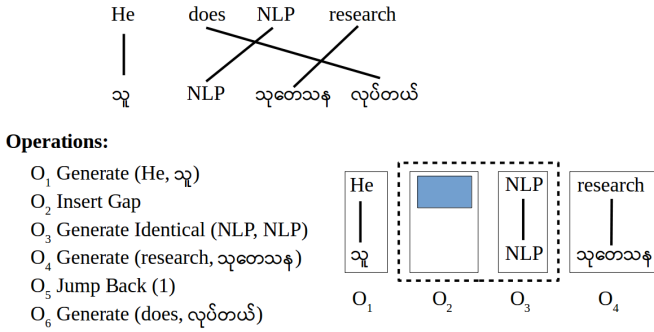 He does NLP research
သူ NLP သုတေသန လုပ်တယ်
Operations:
O1 Generate (He, သူ)
O2 Insert Gap
O3 Generate Identical (NLP, NLP)
O4 Generate (research, သုတေသန)
O5 Jump Back (1)
O6 Generate (does, လုပ်တယ်)
He NLP research
သူ NLP သုတေသန
O1 O2 O3 O4